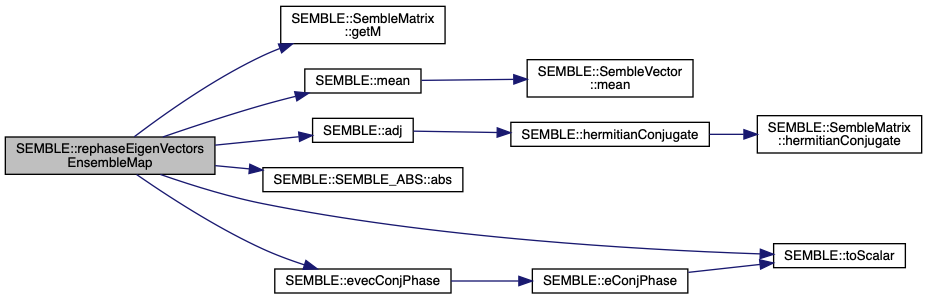 SEMBLE::SembleMatrix
::getM
SEMBLE::mean
SEMBLE::SembleVector
::mean
SEMBLE::adj
SEMBLE::hermitianConjugate
SEMBLE::SembleMatrix
::hermitianConjugate
SEMBLE::rephaseEigenVectors
EnsembleMap
SEMBLE::SEMBLE_ABS::abs
SEMBLE::toScalar
SEMBLE::evecConjPhase
SEMBLE::eConjPhase